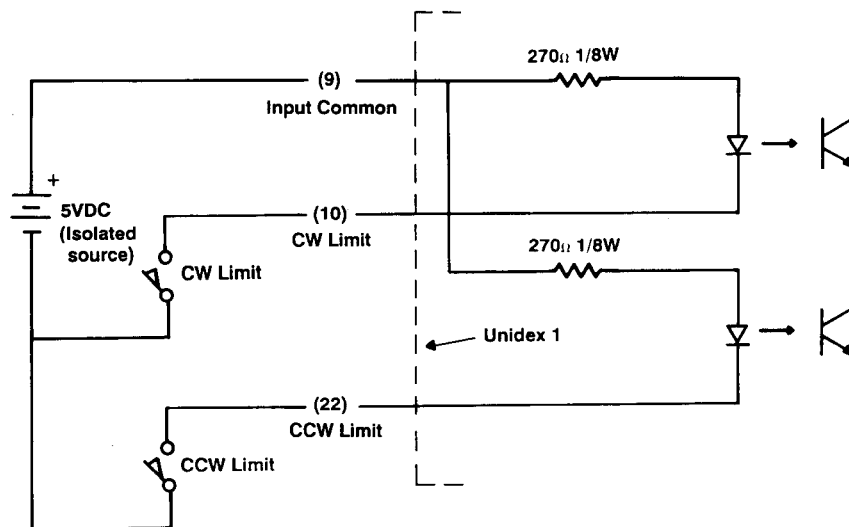 270Ω 1/8W
(9)
Input Common
+
5VDC
(Isolated
source)
(10)
CW Limit
CW Limit
270Ω 1/8W
Unidex 1
(22)
CCW Limit
CCW Limit